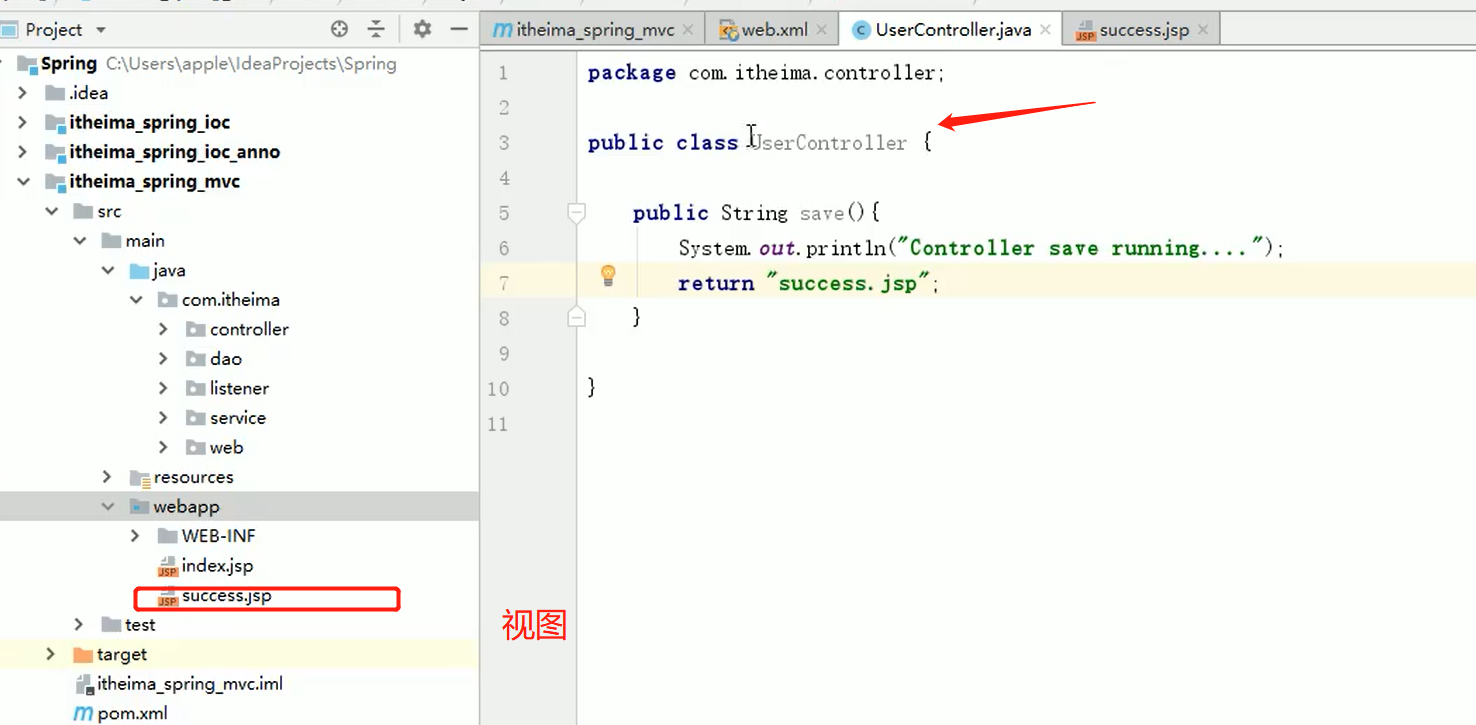 Project
Spring C:\Users\apple\IdeaProjects\Spring
.idea
itheima_spring_ioc
itheima_spring_ioc_anno
itheima_spring_mvc
src
main
java
com.itheima
controller
dao
listener
service
web
resources
webapp
WEB-INF
JSP index.jsp
JSP success.jsp
test
target
itheima_spring_mvc.iml
m pom.xml
m itheima_spring_mvc web.xml C UserController.java JSP success.jsp
1 package com.itheima.controller;
2
3 public class UserController {
4
5 public String save(){
6 System.out.println("Controller save running....");
7 return "success.jsp";
8 }
9
10 }
11
视图